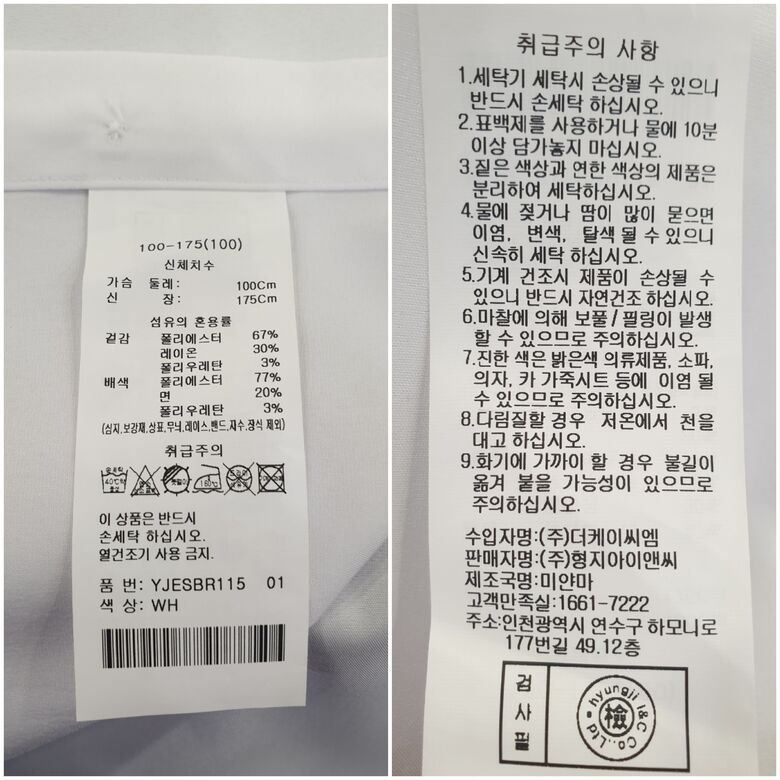 100-175(100)
신체치수
가슴 둘레: 100Cm
신 장: 175Cm
섬유의 혼용률
겉감 폴리에스터 67%
레이온 30%
폴리우레탄 3%
배색 폴리에스터 77%
면 20%
폴리우레탄 3%
(심지,보강재,상표,무늬,레이스,밴드,자수,장식 제외)
취급주의
이 상품은 반드시
손세탁 하십시오.
열건조기 사용 금지.
품 번: YJESBR115 01
색 상: WH
취급주의 사항
1.세탁기 세탁시 손상될 수 있으니
반드시 손세탁 하십시오.
2.표백제를 사용하거나 물에 10분
이상 담가놓지 마십시오.
3.짙은 색상과 연한 색상의 제품은
분리하여 세탁하십시오.
4.물에 젖거나 땀이 많이 묻으면
이염, 변색, 탈색 될 수 있으니
신속히 세탁 하십시오.
5.기계 건조시 제품이 손상될 수
있으니 반드시 자연건조 하십시오.
6.마찰에 의해 보풀/필링이 발생
할 수 있으므로 주의하십시오.
7.진한 색은 밝은색 의류제품, 소파,
의자, 카 가죽시트 등에 이염 될
수 있으므로 주의하십시오.
8.다림질할 경우 저온에서 천을
대고 하십시오.
9.화기에 가까이 할 경우 불길이
옮겨 붙을 가능성이 있으므로
주의하십시오.
수입자명:(주)더케이씨엠
판매자명:(주)형지아이앤씨
제조국명:미얀마
고객만족실:1661-7222
주소:인천광역시 연수구 하모니로
177번길 49.12층
검사필
hyungji I&C Co.,Ltd
檢